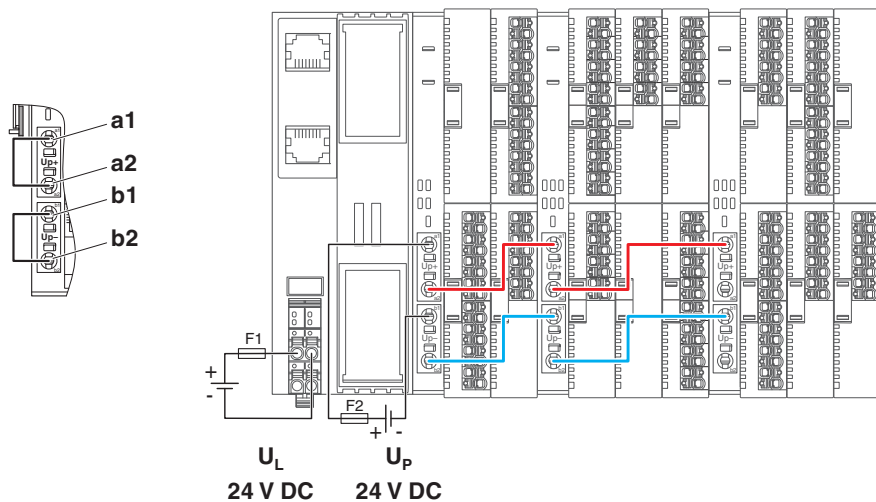 a1
Up+
a2
b1
Up-
b2
Up+
Up+
Up+
Up-
Up-
Up-
F1
+
-
F2
+ -
UL UP
24 V DC 24 V DC